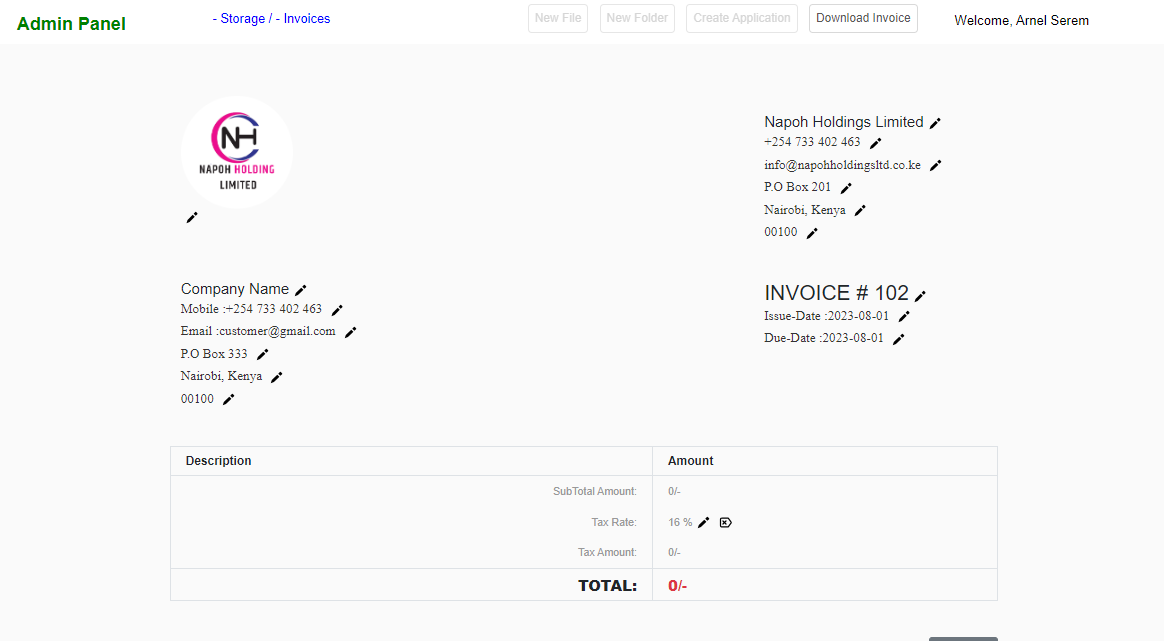 Admin Panel
- Storage / - Invoices
New File
New Folder
Create Application
Download Invoice
Welcome, Arnel Serem
NH
NAPOH HOLDING
LIMITED
Napoh Holdings Limited
+254 733 402 463
info@napohholdingsltd.co.ke
P.O Box 201
Nairobi, Kenya
00100
Company Name
Mobile :+254 733 402 463
Email :customer@gmail.com
P.O Box 333
Nairobi, Kenya
00100
INVOICE # 102
Issue-Date :2023-08-01
Due-Date :2023-08-01
Description Amount
SubTotal Amount: 0/-
Tax Rate: 16 %
Tax Amount: 0/-
TOTAL: 0/-